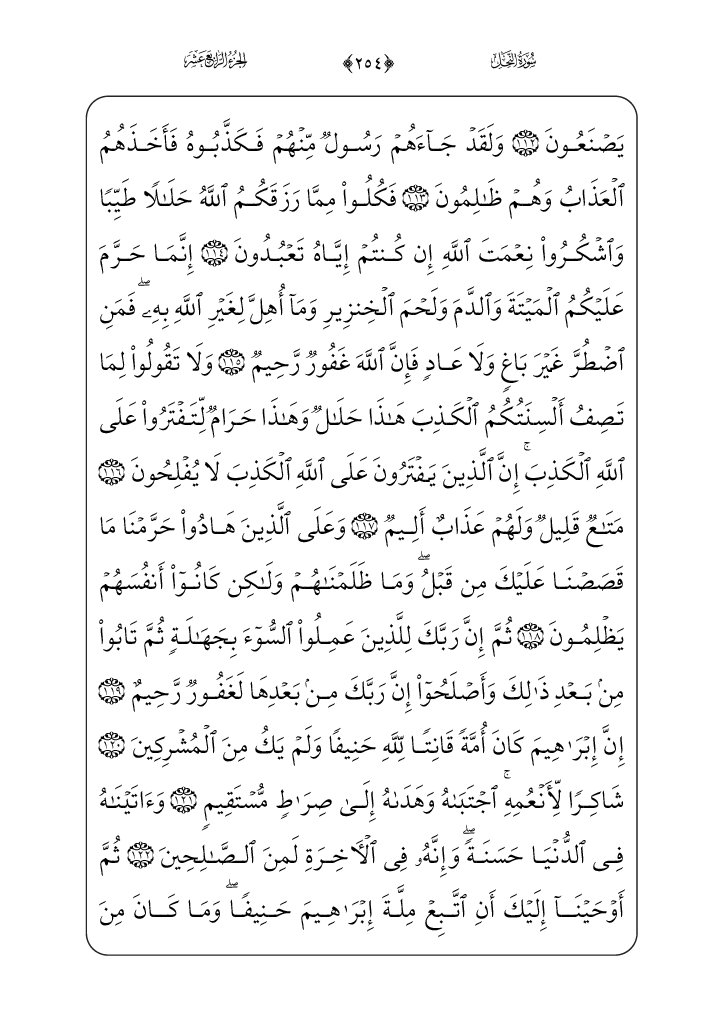 سُورَةُ النَّحۡلِ ﴿٢٥٤﴾ الجُزْءُ الرَّابِعَ عَشَرَ
يَصۡنَعُونَ ١١٢ وَلَقَدۡ جَآءَهُمۡ رَسُولٞ مِّنۡهُمۡ فَكَذَّبُوهُ فَأَخَذَهُمُ
ٱلۡعَذَابُ وَهُمۡ ظَٰلِمُونَ ١١٣ فَكُلُواْ مِمَّا رَزَقَكُمُ ٱللَّهُ حَلَٰلٗا طَيِّبٗا
وَٱشۡكُرُواْ نِعۡمَتَ ٱللَّهِ إِن كُنتُمۡ إِيَّاهُ تَعۡبُدُونَ ١١٤ إِنَّمَا حَرَّمَ
عَلَيۡكُمُ ٱلۡمَيۡتَةَ وَٱلدَّمَ وَلَحۡمَ ٱلۡخِنزِيرِ وَمَآ أُهِلَّ لِغَيۡرِ ٱللَّهِ بِهِۦۖ فَمَنِ
ٱضۡطُرَّ غَيۡرَ بَاغٖ وَلَا عَادٖ فَإِنَّ ٱللَّهَ غَفُورٞ رَّحِيمٞ ١١٥ وَلَا تَقُولُواْ لِمَا
تَصِفُ أَلۡسِنَتُكُمُ ٱلۡكَذِبَ هَٰذَا حَلَٰلٞ وَهَٰذَا حَرَامٞ لِّتَفۡتَرُواْ عَلَى
ٱللَّهِ ٱلۡكَذِبَۚ إِنَّ ٱلَّذِينَ يَفۡتَرُونَ عَلَى ٱللَّهِ ٱلۡكَذِبَ لَا يُفۡلِحُونَ ١١٦
مَتَٰعٞ قَلِيلٞ وَلَهُمۡ عَذَابٌ أَلِيمٞ ١١٧ وَعَلَى ٱلَّذِينَ هَادُواْ حَرَّمۡنَا مَا
قَصَصۡنَا عَلَيۡكَ مِن قَبۡلُۖ وَمَا ظَلَمۡنَٰهُمۡ وَلَٰكِن كَانُوٓاْ أَنفُسَهُمۡ
يَظۡلِمُونَ ١١٨ ثُمَّ إِنَّ رَبَّكَ لِلَّذِينَ عَمِلُواْ ٱلسُّوٓءَ بِجَهَٰلَةٖ ثُمَّ تَابُواْ
مِنۢ بَعۡدِ ذَٰلِكَ وَأَصۡلَحُوٓاْ إِنَّ رَبَّكَ مِنۢ بَعۡدِهَا لَغَفُورٞ رَّحِيمٌ ١١٩
إِنَّ إِبۡرَٰهِيمَ كَانَ أُمَّةٗ قَانِتٗا لِّلَّهِ حَنِيفٗا وَلَمۡ يَكُ مِنَ ٱلۡمُشۡرِكِينَ ١٢٠
شَاكِرٗا لِّأَنۡعُمِهِۚ ٱجۡتَبَىٰهُ وَهَدَىٰهُ إِلَىٰ صِرَٰطٖ مُّسۡتَقِيمٖ ١٢١ وَءَاتَيۡنَٰهُ
فِي ٱلدُّنۡيَا حَسَنَةٗۖ وَإِنَّهُۥ فِي ٱلۡأٓخِرَةِ لَمِنَ ٱلصَّٰلِحِينَ ١٢٢ ثُمَّ
أَوۡحَيۡنَآ إِلَيۡكَ أَنِ ٱتَّبِعۡ مِلَّةَ إِبۡرَٰهِيمَ حَنِيفٗاۖ وَمَا كَانَ مِنَ